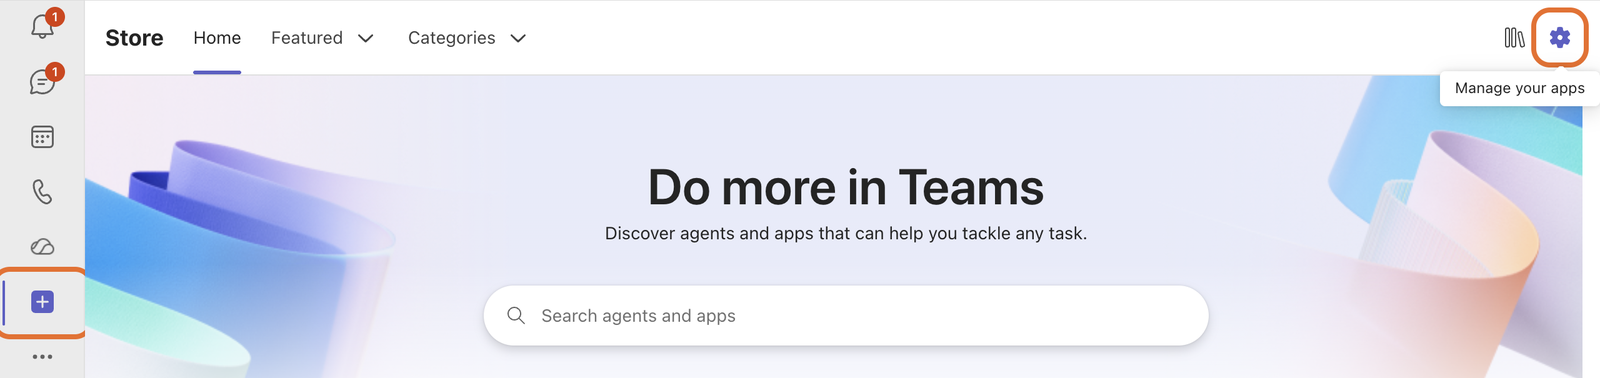 1
1
Store Home Featured Categories
Manage your apps
Do more in Teams
Discover agents and apps that can help you tackle any task.
Search agents and apps